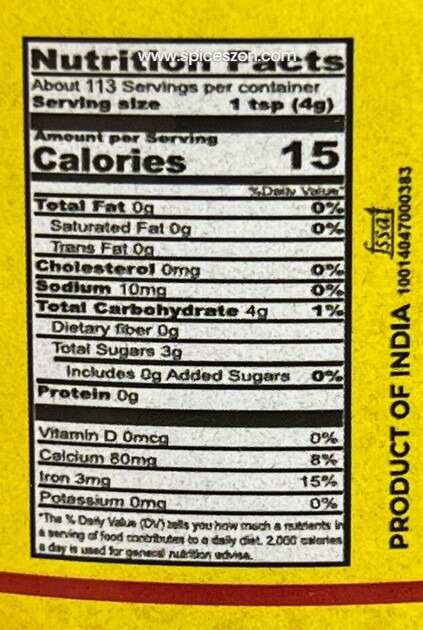 www.spiceszon.com
Nutrition Facts
About 113 Servings per container
Serving size 1 tsp (4g)
Amount per Serving
Calories 15
%Daily Value*
Total Fat 0g 0%
Saturated Fat 0g 0%
Trans Fat 0g
Cholesterol 0mg 0%
Sodium 10mg 0%
Total Carbohydrate 4g 1%
Dietary fiber 0g
Total Sugars 3g
Includes 0g Added Sugars 0%
Protein 0g
Vitamin D 0mcg 0%
Calcium 80mg 8%
Iron 3mg 15%
Potassium 0mg 0%
*The % Daily Value (DV) tells you how much a nutrients in
a serving of food contributes to a daily diet. 2,000 calories
a day is used for general nutrition advise.
fssai
PRODUCT OF INDIA 10014047000383